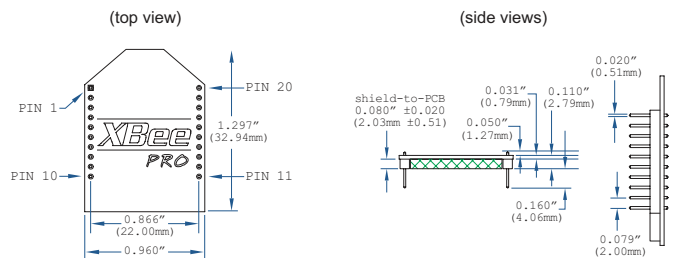 (top view)
(side views)
PIN 20
PIN 1
XBee
PRO
1.297"
(32.94mm)
PIN 10
PIN 11
0.866"
(22.00mm)
0.960"
shield-to-PCB
0.080" ±0.020
(2.03mm ±0.51)
0.031"
(0.79mm)
0.110"
(2.79mm)
0.050"
(1.27mm)
0.160"
(4.06mm)
0.020"
(0.51mm)
0.079"
(2.00mm)